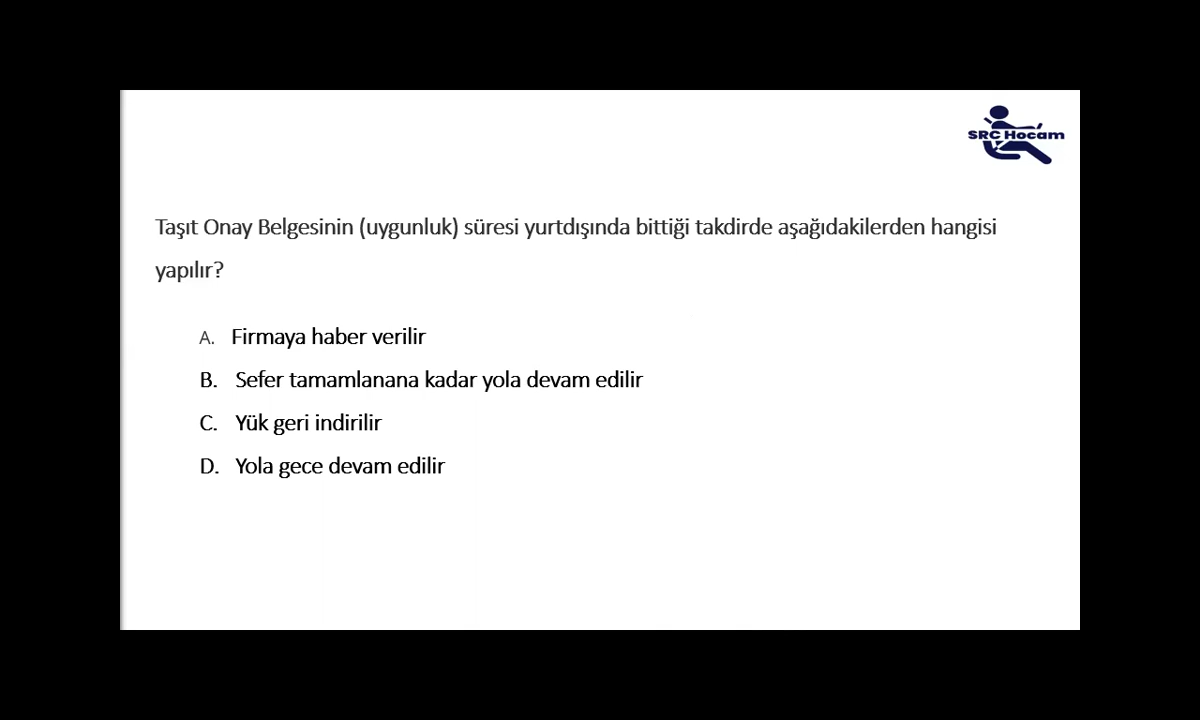 SRC Hocam
Taşıt Onay Belgesinin (uygunluk) süresi yurtdışında bittiği takdirde aşağıdakilerden hangisi
yapılır?
A. Firmaya haber verilir
B. Sefer tamamlanana kadar yola devam edilir
C. Yük geri indirilir
D. Yola gece devam edilir